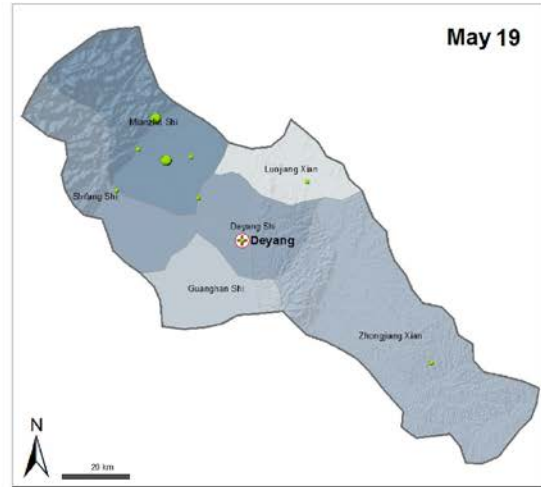 May 19
Mianzhu Shi
Luojiang Xian
Shifang Shi
Deyang Shi
Deyang
Guanghan Shi
Zhongjiang Xian
N
20 km